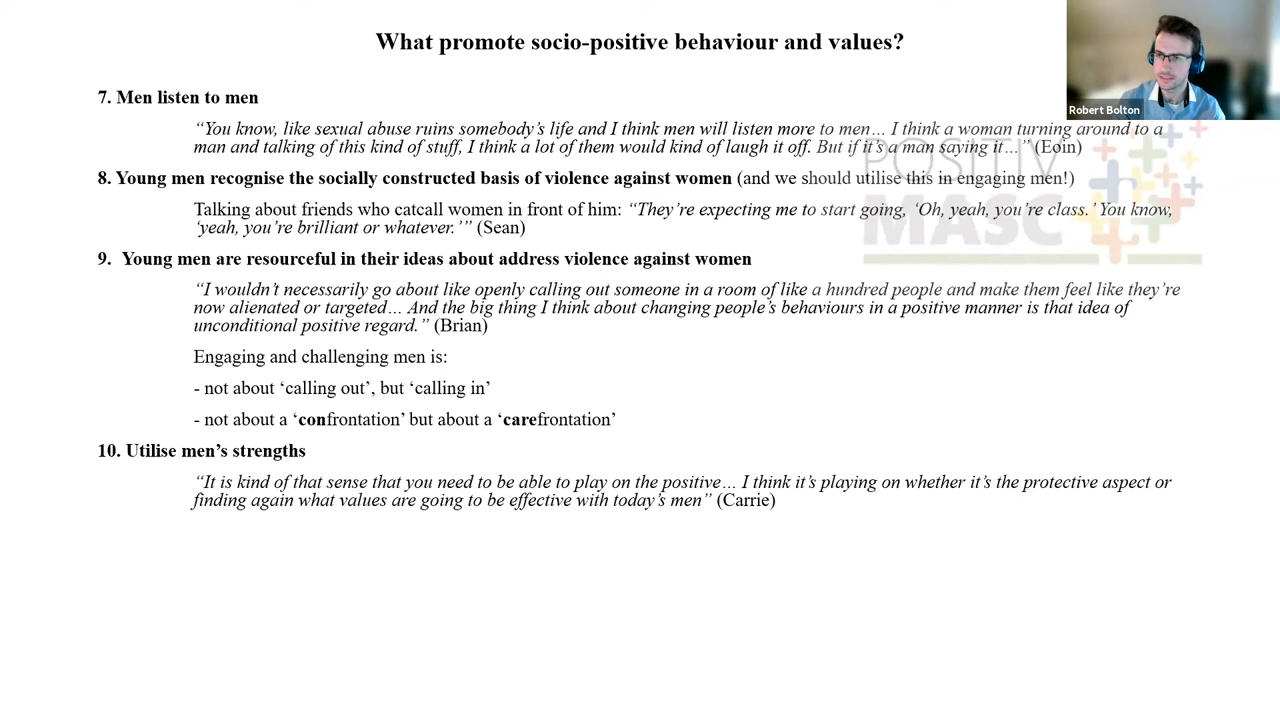 What promote socio-positive behaviour and values?
Robert Bolton
7. Men listen to men
“You know, like sexual abuse ruins somebody’s life and I think men will listen more to men… I think a woman turning around to a
man and talking of this kind of stuff, I think a lot of them would kind of laugh it off. But if it’s a man saying it…” (Eoin)
POSITIV
MASC
8. Young men recognise the socially constructed basis of violence against women (and we should utilise this in engaging men!)
Talking about friends who catcall women in front of him: “They’re expecting me to start going, ‘Oh, yeah, you’re class.’ You know,
‘yeah, you’re brilliant or whatever.’” (Sean)
9. Young men are resourceful in their ideas about address violence against women
“I wouldn’t necessarily go about like openly calling out someone in a room of like a hundred people and make them feel like they’re
now alienated or targeted… And the big thing I think about changing people’s behaviours in a positive manner is that idea of
unconditional positive regard.” (Brian)
Engaging and challenging men is:
- not about ‘calling out’, but ‘calling in’
- not about a ‘confrontation’ but about a ‘carefrontation’
10. Utilise men’s strengths
“It is kind of that sense that you need to be able to play on the positive… I think it’s playing on whether it’s the protective aspect or
finding again what values are going to be effective with today’s men” (Carrie)